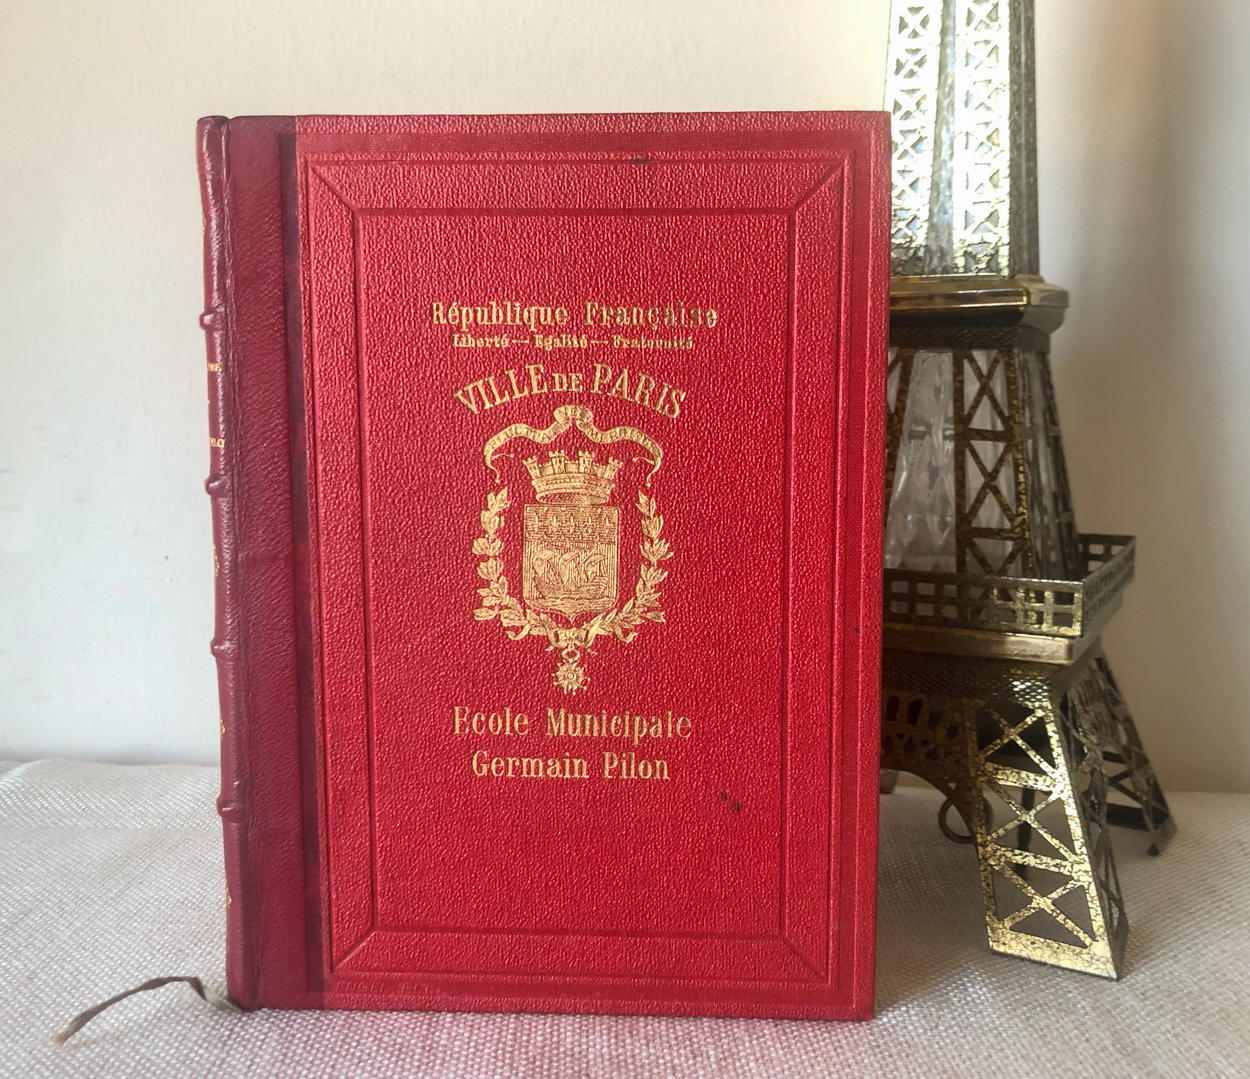 République Française
Liberté — Egalité — Fraternité
VILLE DE PARIS
Ecole Municipale
Germain Pilon